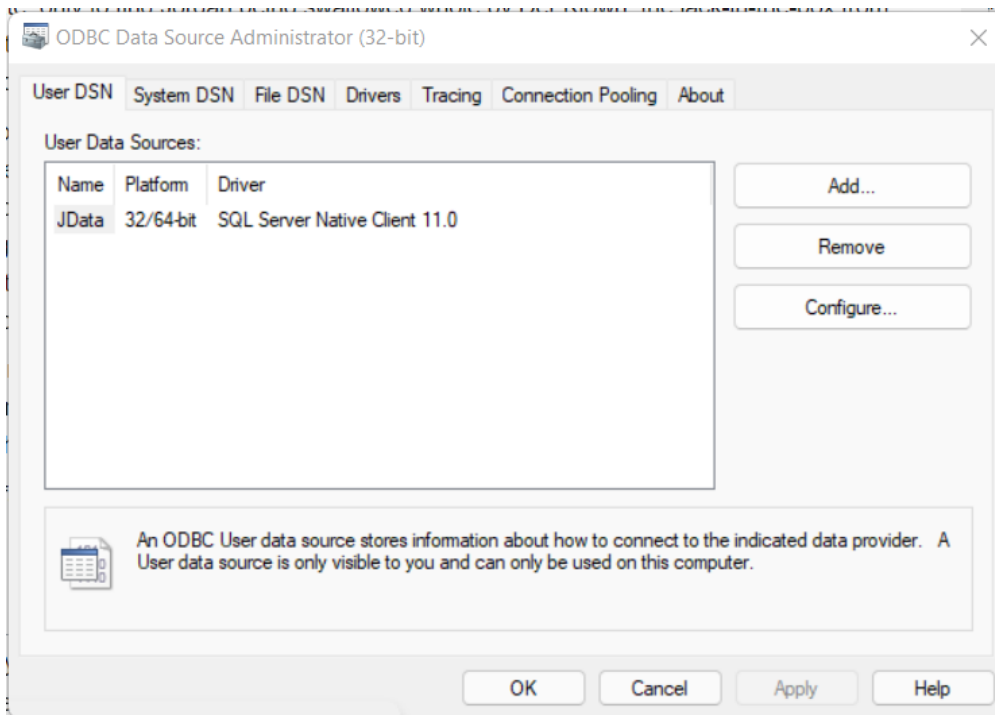 ODBC Data Source Administrator (32-bit)
User DSN System DSN File DSN Drivers Tracing Connection Pooling About
User Data Sources:
Name Platform Driver
JData 32/64-bit SQL Server Native Client 11.0
Add...
Remove
Configure...
An ODBC User data source stores information about how to connect to the indicated data provider. A
User data source is only visible to you and can only be used on this computer.
OK Cancel Apply Help